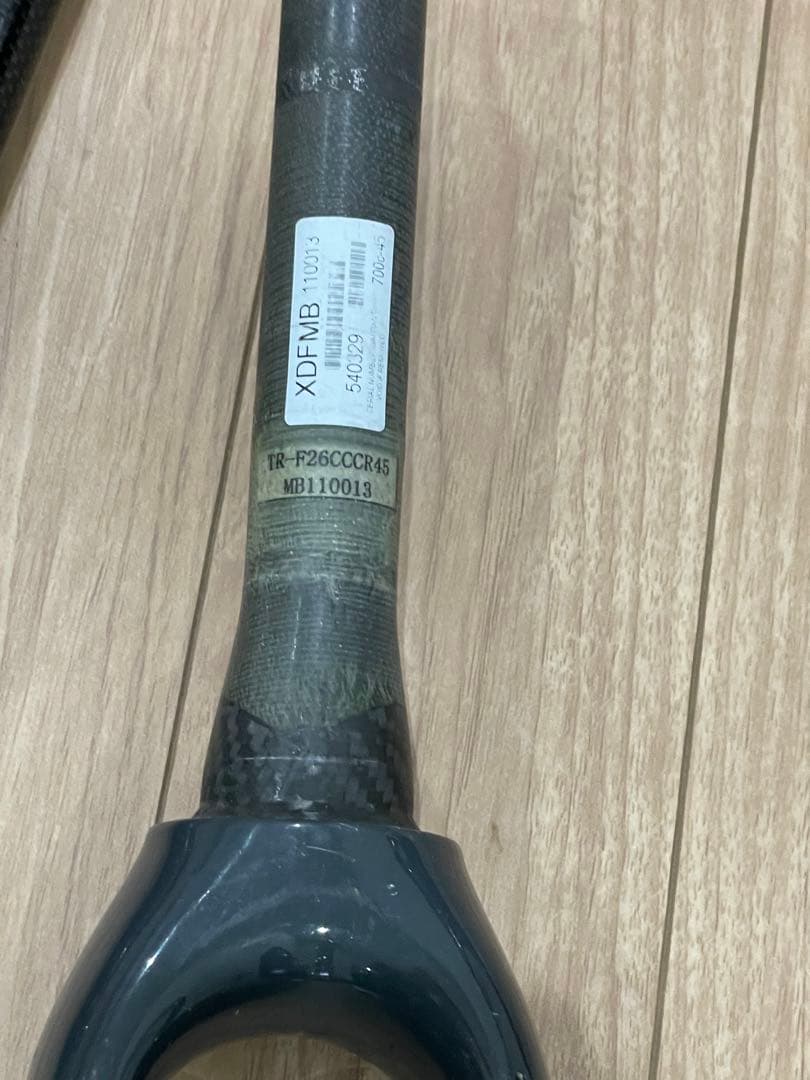 XDFMB 110013
540329
700c-45
TR-F26CCCR45
MB110013